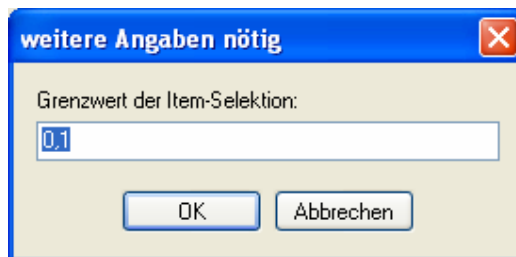 weitere Angaben nötig
Grenzwert der Item-Selektion:
0,1
OK
Abbrechen